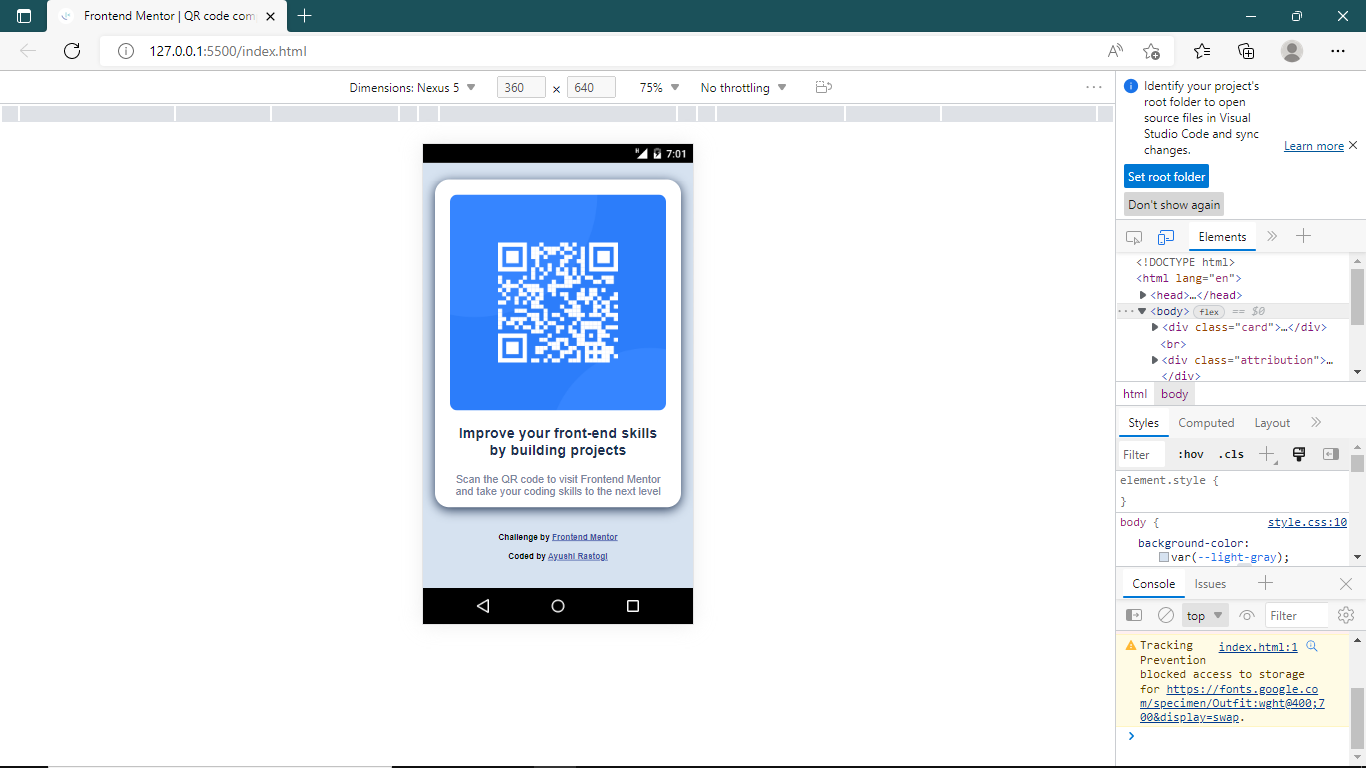 Frontend Mentor | QR code com
127.0.0.1:5500/index.html
Dimensions: Nexus 5 360 × 640 75% No throttling
7:01
Improve your front-end skills
by building projects
Scan the QR code to visit Frontend Mentor
and take your coding skills to the next level
Challenge by Frontend Mentor
Coded by Ayushi Rastogi
Identify your project's
root folder to open
source files in Visual
Studio Code and sync
changes.
Learn more
Set root folder
Don't show again
Elements
<!DOCTYPE html>
<html lang="en">
<head>…</head>
<body> flex == $0
<div class="card">…</div>
<br>
<div class="attribution">…
</div>
html body
Styles Computed Layout
Filter :hov .cls
element.style {
}
body { style.css:10
background-color:
var(--light-gray);
Console Issues
top Filter
Tracking index.html:1
Prevention
blocked access to storage
for https://fonts.google.co
m/specimen/Outfit:wght@400;7
00&display=swap.